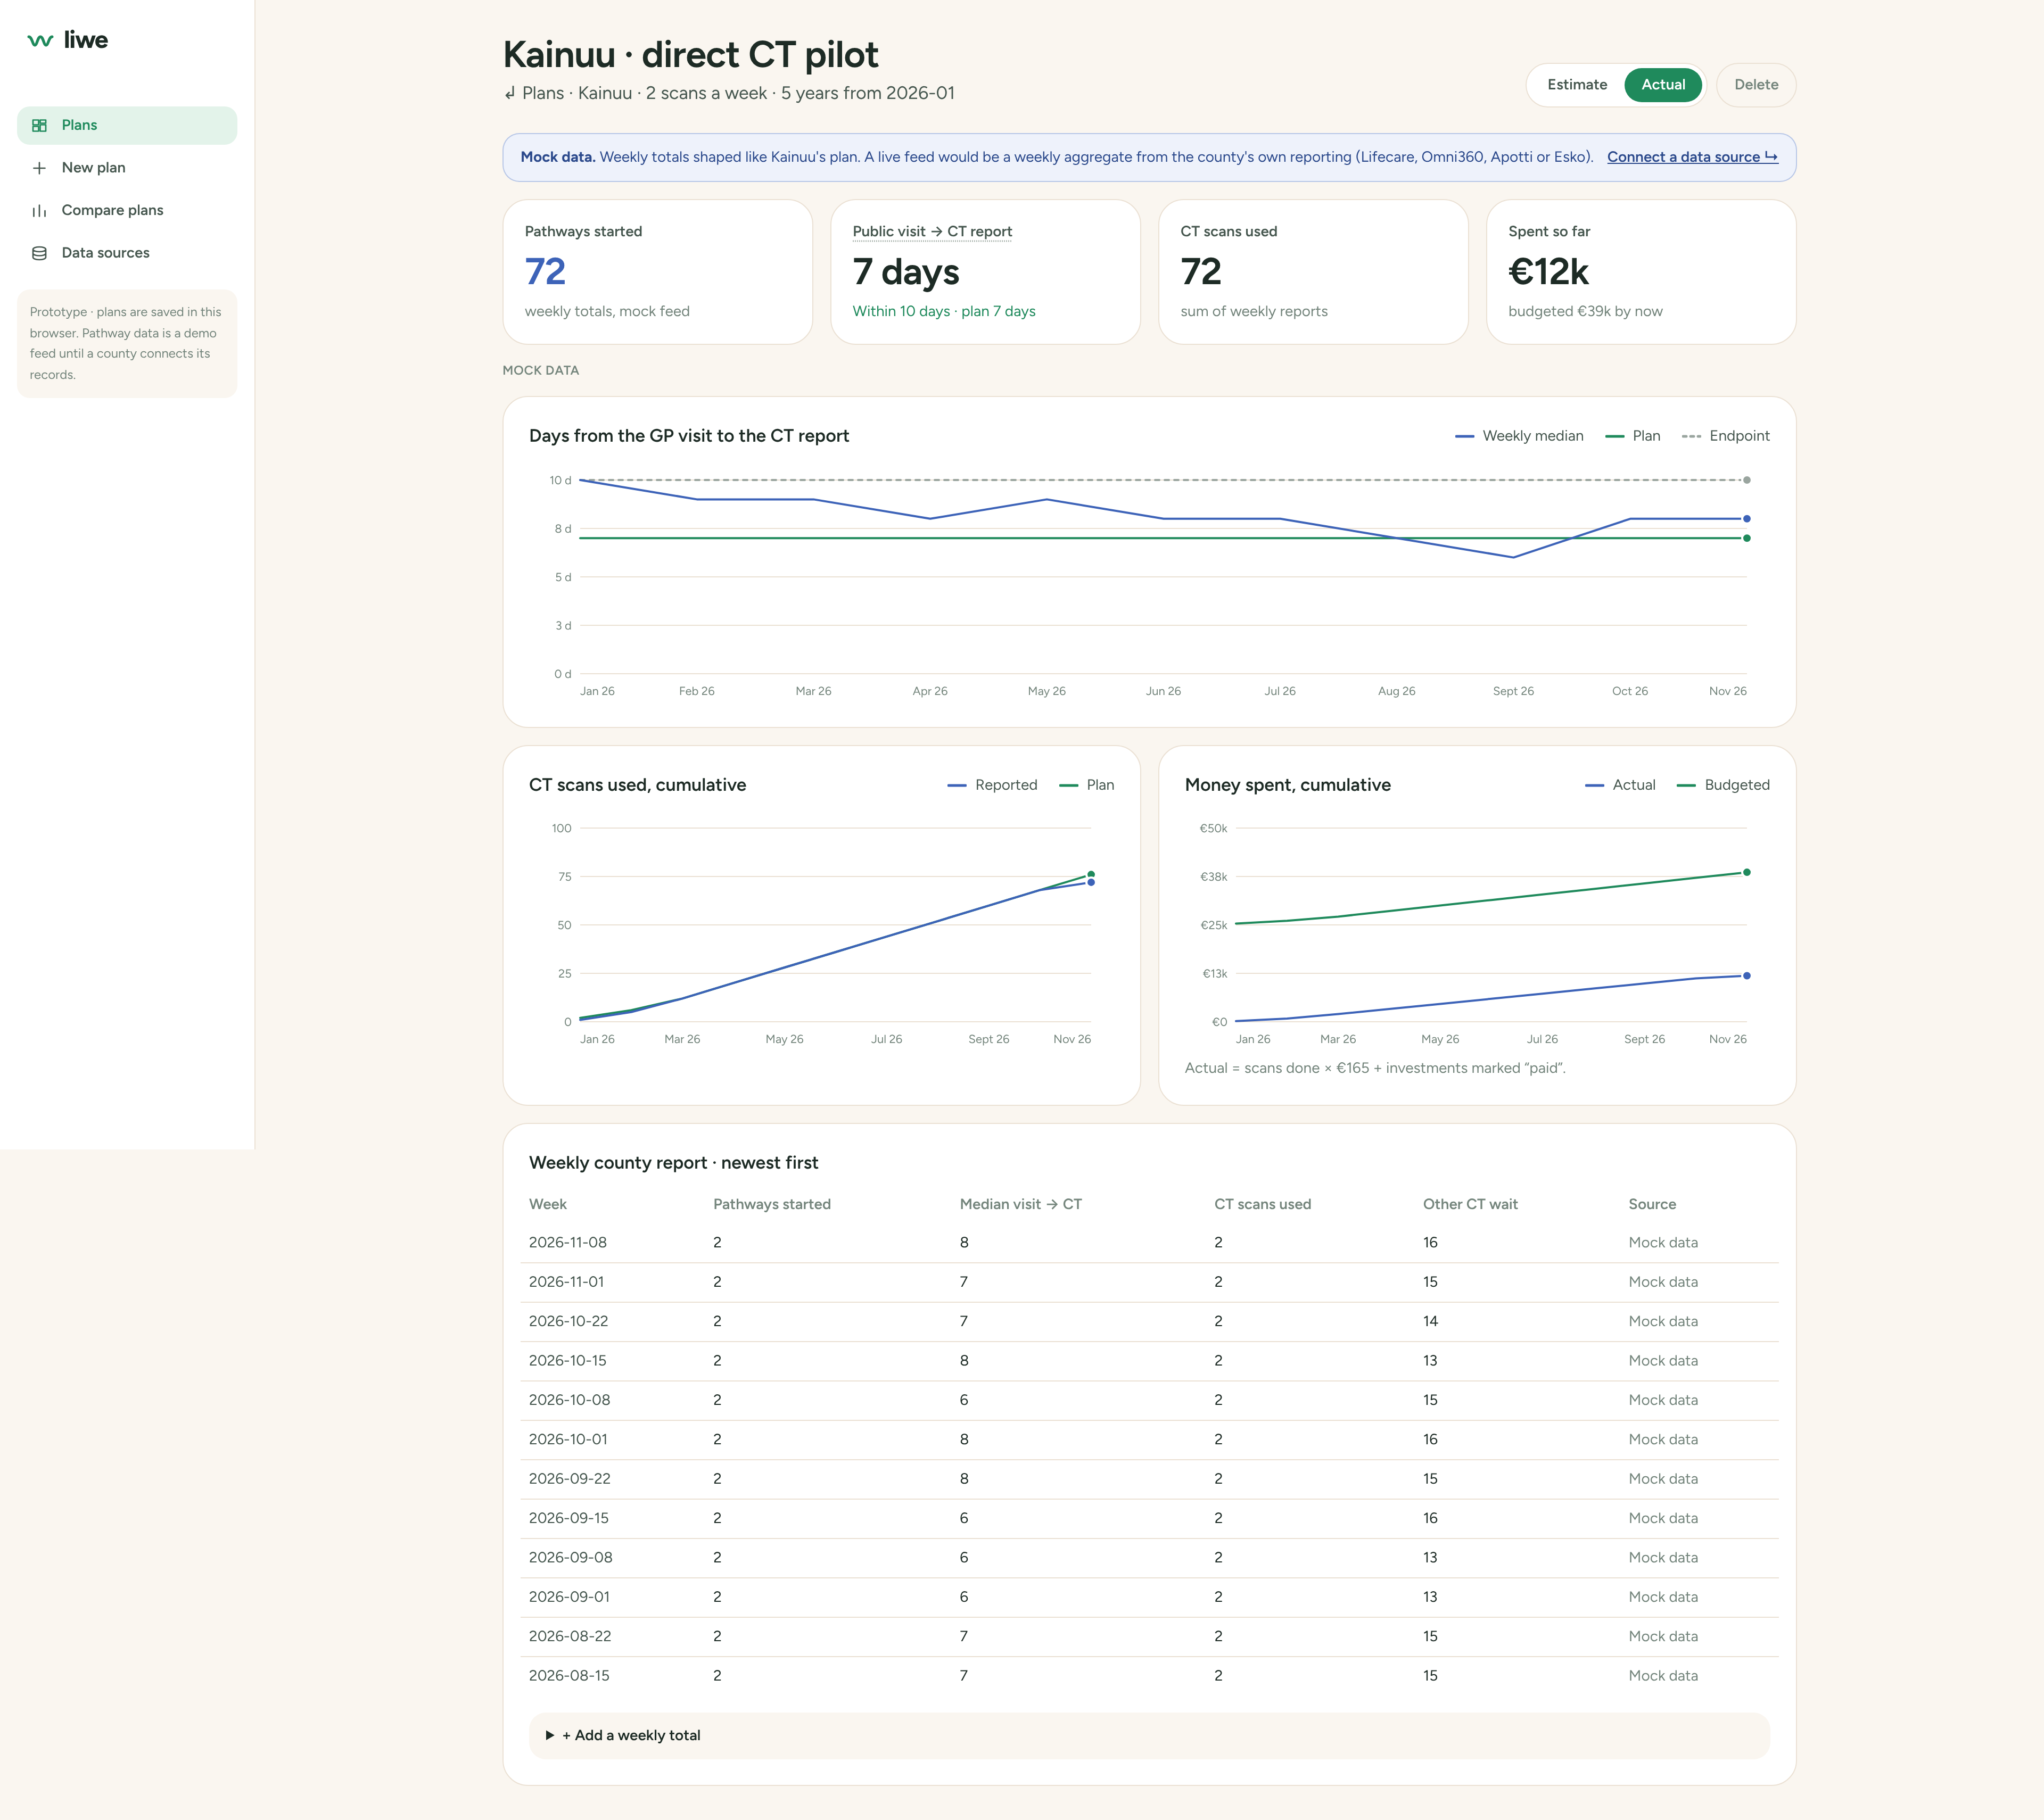 liwe
Plans
New plan
Compare plans
Data sources
Prototype · plans are saved in this
browser. Pathway data is a demo
feed until a county connects its
records.
Kainuu · direct CT pilot
↲ Plans · Kainuu · 2 scans a week · 5 years from 2026-01
Estimate Actual Delete
Mock data. Weekly totals shaped like Kainuu's plan. A live feed would be a weekly aggregate from the county's own reporting (Lifecare, Omni360, Apotti or Esko). Connect a data source ↪
Pathways started
72
weekly totals, mock feed
Public visit → CT report
7 days
Within 10 days · plan 7 days
CT scans used
72
sum of weekly reports
Spent so far
€12k
budgeted €39k by now
MOCK DATA
Days from the GP visit to the CT report
Weekly median Plan Endpoint
10 d
8 d
5 d
3 d
0 d
Jan 26 Feb 26 Mar 26 Apr 26 May 26 Jun 26 Jul 26 Aug 26 Sept 26 Oct 26 Nov 26
CT scans used, cumulative
Reported Plan
100
75
50
25
0
Jan 26 Mar 26 May 26 Jul 26 Sept 26 Nov 26
Money spent, cumulative
Actual Budgeted
€50k
€38k
€25k
€13k
€0
Jan 26 Mar 26 May 26 Jul 26 Sept 26 Nov 26
Actual = scans done × €165 + investments marked "paid".
Weekly county report · newest first
Week Pathways started Median visit → CT CT scans used Other CT wait Source
2026-11-08 2 8 2 16 Mock data
2026-11-01 2 7 2 15 Mock data
2026-10-22 2 7 2 14 Mock data
2026-10-15 2 8 2 13 Mock data
2026-10-08 2 6 2 15 Mock data
2026-10-01 2 8 2 16 Mock data
2026-09-22 2 8 2 15 Mock data
2026-09-15 2 6 2 16 Mock data
2026-09-08 2 6 2 13 Mock data
2026-09-01 2 6 2 13 Mock data
2026-08-22 2 7 2 15 Mock data
2026-08-15 2 7 2 15 Mock data
▶ + Add a weekly total